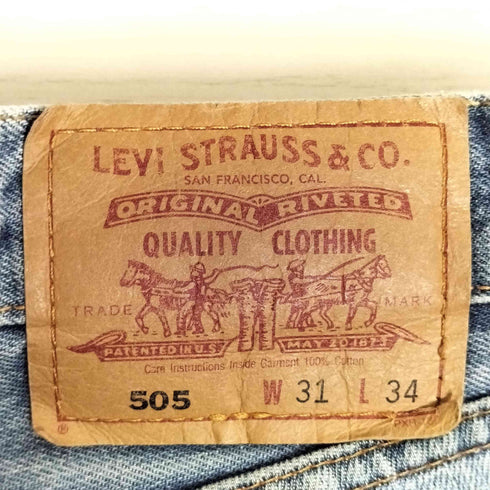 LEVI STRAUSS & CO.
SAN FRANCISCO, CAL.
ORIGINAL RIVETED
QUALITY CLOTHING
TRADE MARK
PATENTED IN U.S. MAY 20 1873
Care Instructions Inside Garment 100% Cotton
505 W 31 L 34
®